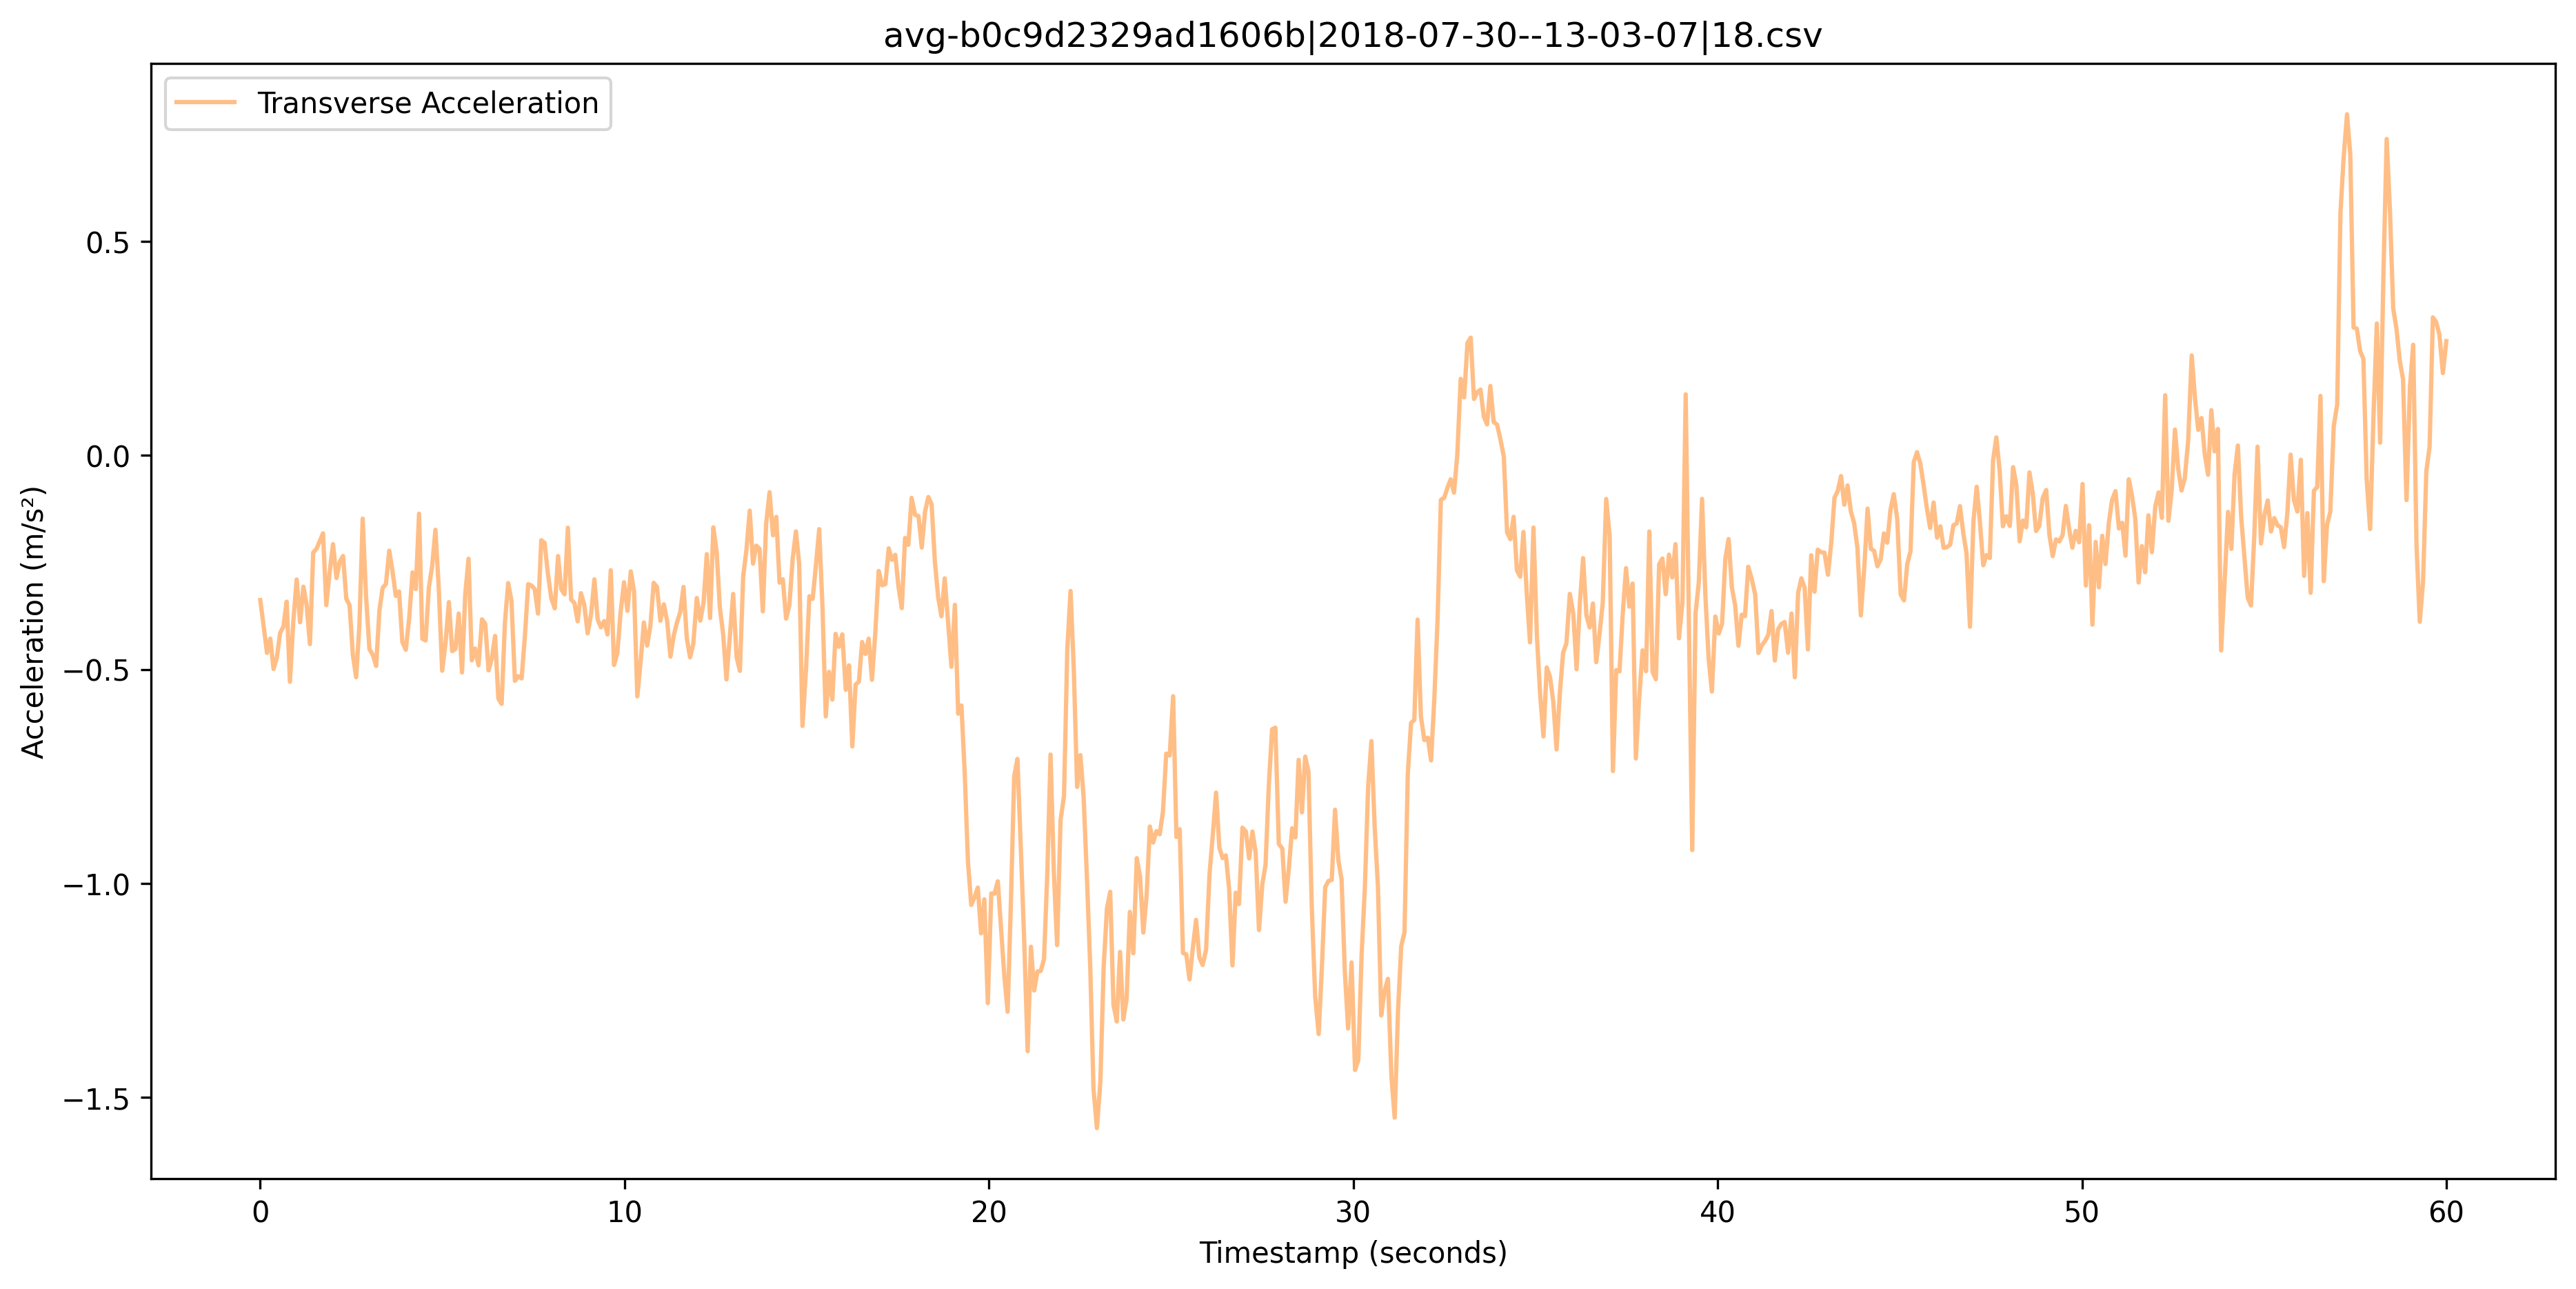 avg-b0c9d2329ad1606b|2018-07-30--13-03-07|18.csv
Transverse Acceleration
Acceleration (m/s²)
0.5
0.0
−0.5
−1.0
−1.5
0 10 20 30 40 50 60
Timestamp (seconds)